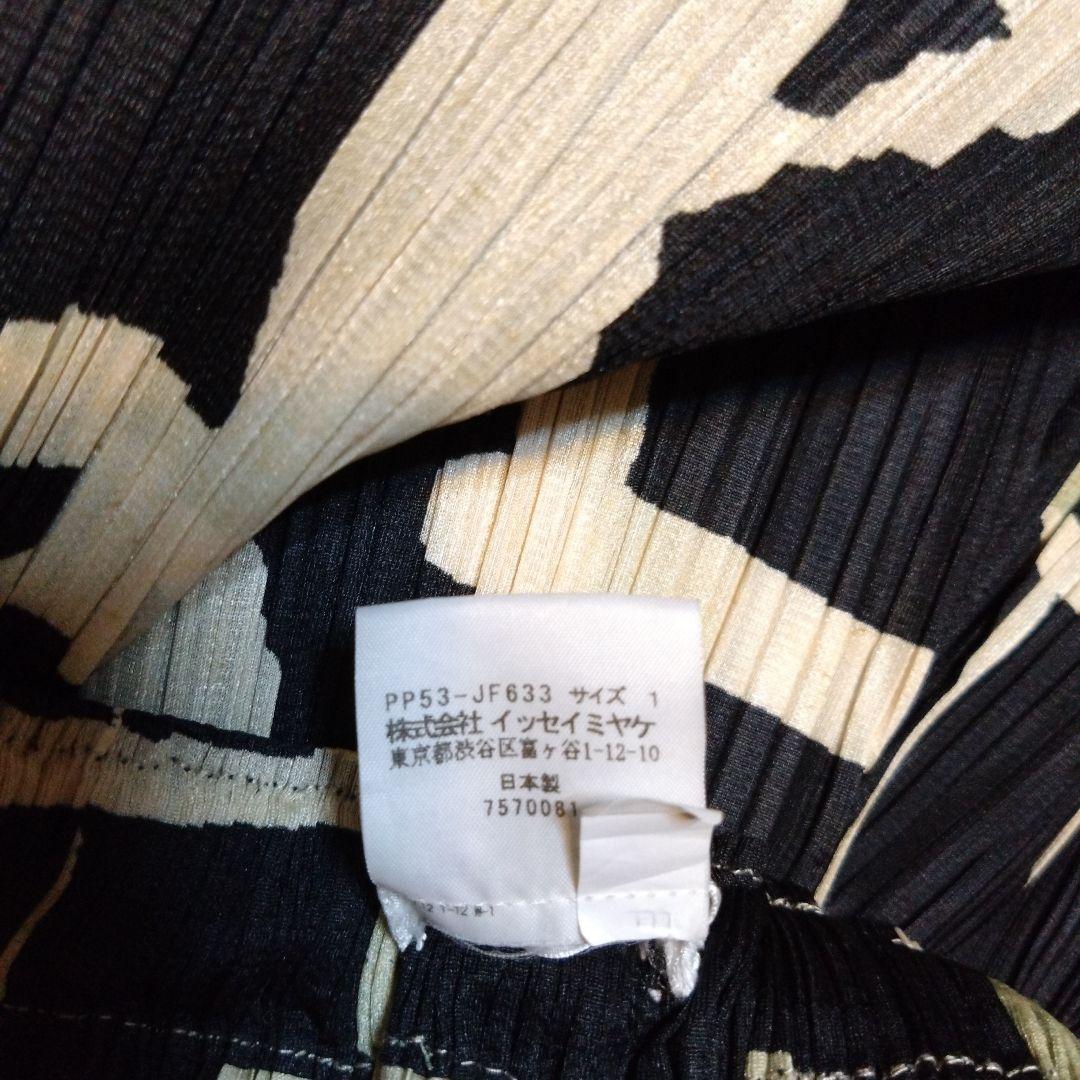 PP53-JF633 サイズ 1
株式会社 イッセイミヤケ
東京都渋谷区富ヶ谷1-12-10
日本製
7570081